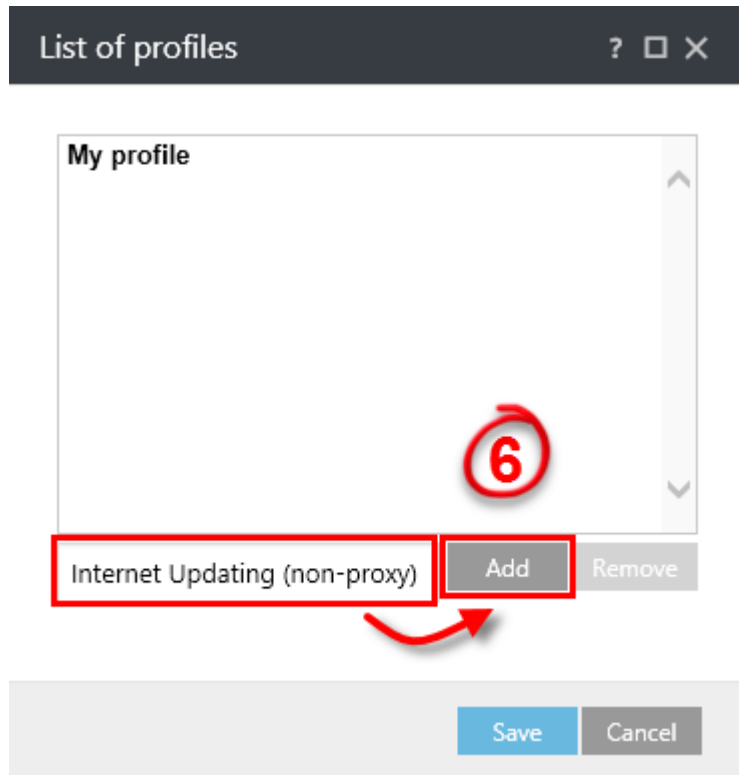 List of profiles ?
My profile
6
Internet Updating (non-proxy) Add Remove
Save Cancel